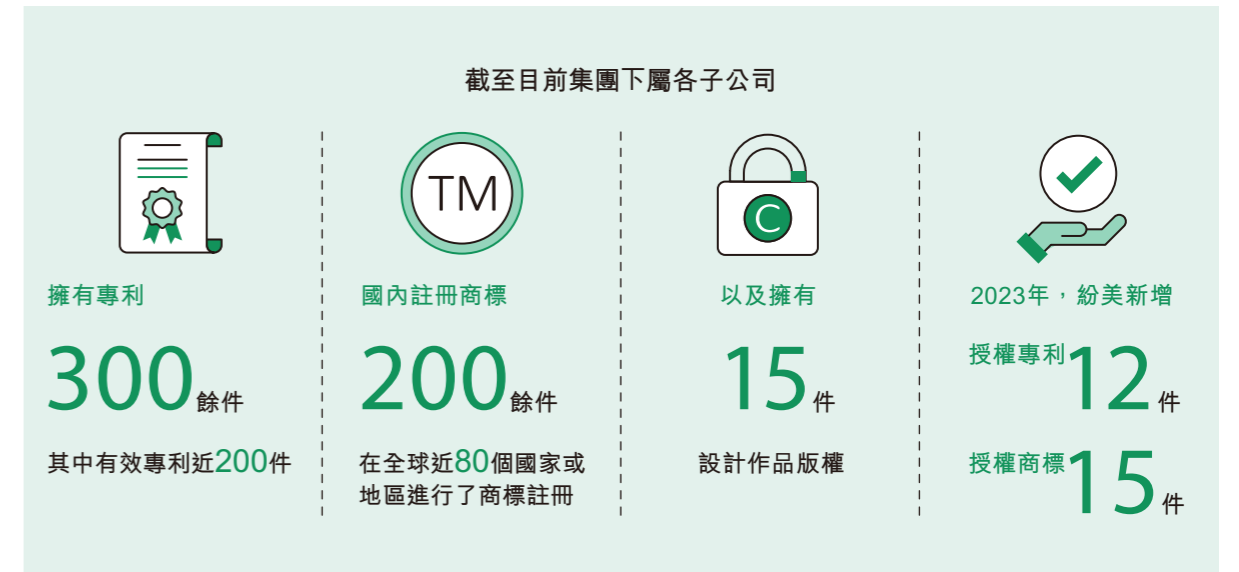 截至目前集團下屬各子公司
TM
C
擁有專利
300餘件
其中有效專利近200件
國內註冊商標
200餘件
在全球近80個國家或
地區進行了商標註冊
以及擁有
15件
設計作品版權
2023年，紛美新增
授權專利12件
授權商標15件